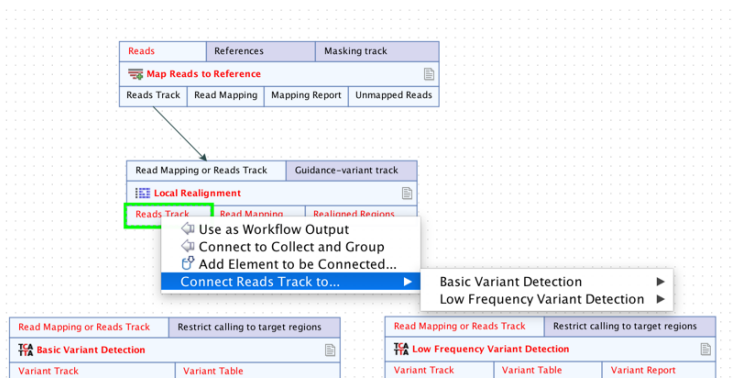 Reads References Masking track
Map Reads to Reference
Reads Track Read Mapping Mapping Report Unmapped Reads
Read Mapping or Reads Track Guidance-variant track
Local Realignment
Reads Track Read Mapping Realigned Regions
Use as Workflow Output
Connect to Collect and Group
Add Element to be Connected...
Connect Reads Track to...
Basic Variant Detection
Low Frequency Variant Detection
Read Mapping or Reads Track Restrict calling to target regions
Basic Variant Detection
Variant Track Variant Table
Read Mapping or Reads Track Restrict calling to target regions
Low Frequency Variant Detection
Variant Track Variant Table Variant Report